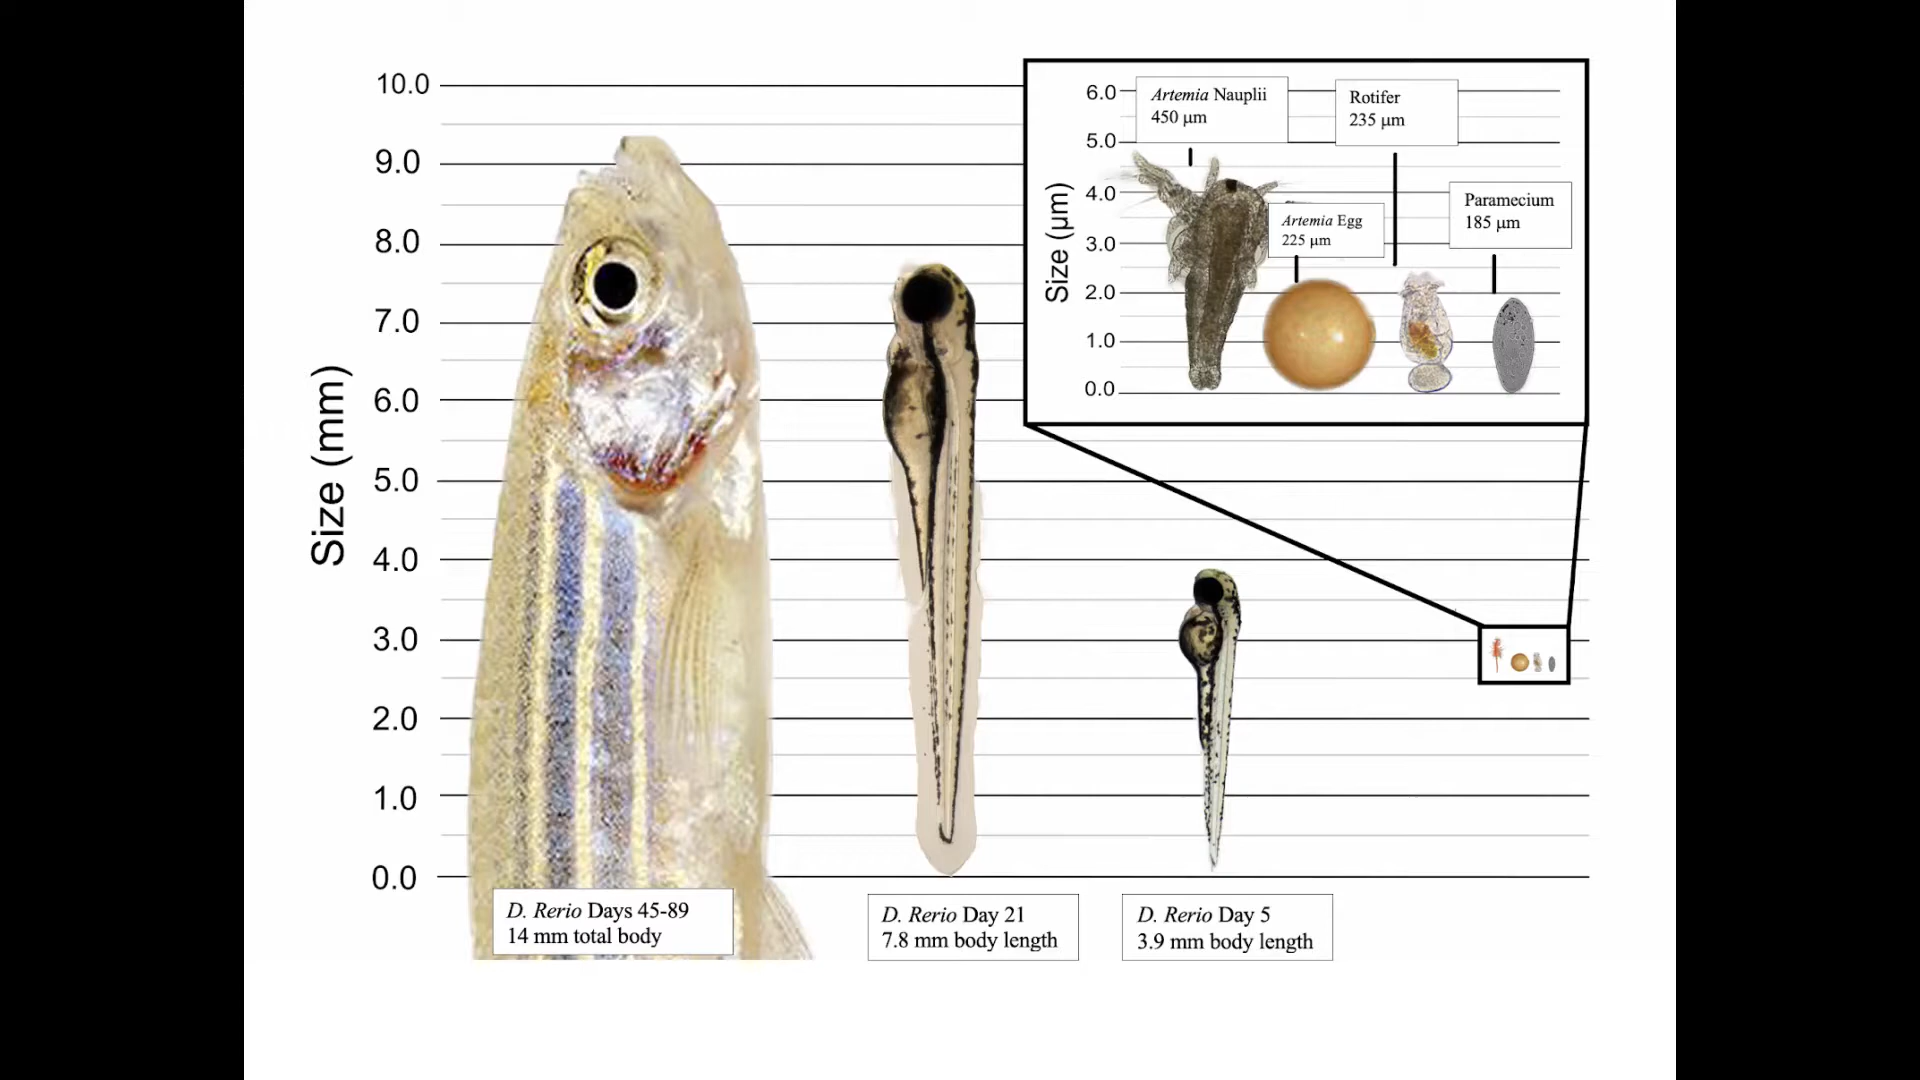 10.0
9.0
8.0
7.0
6.0
5.0
4.0
3.0
2.0
1.0
0.0
Size (mm)
6.0
5.0
4.0
3.0
2.0
1.0
0.0
Size (μm)
Artemia Nauplii
450 μm
Rotifer
235 μm
Artemia Egg
225 μm
Paramecium
185 μm
D. Rerio Days 45-89
14 mm total body
D. Rerio Day 21
7.8 mm body length
D. Rerio Day 5
3.9 mm body length